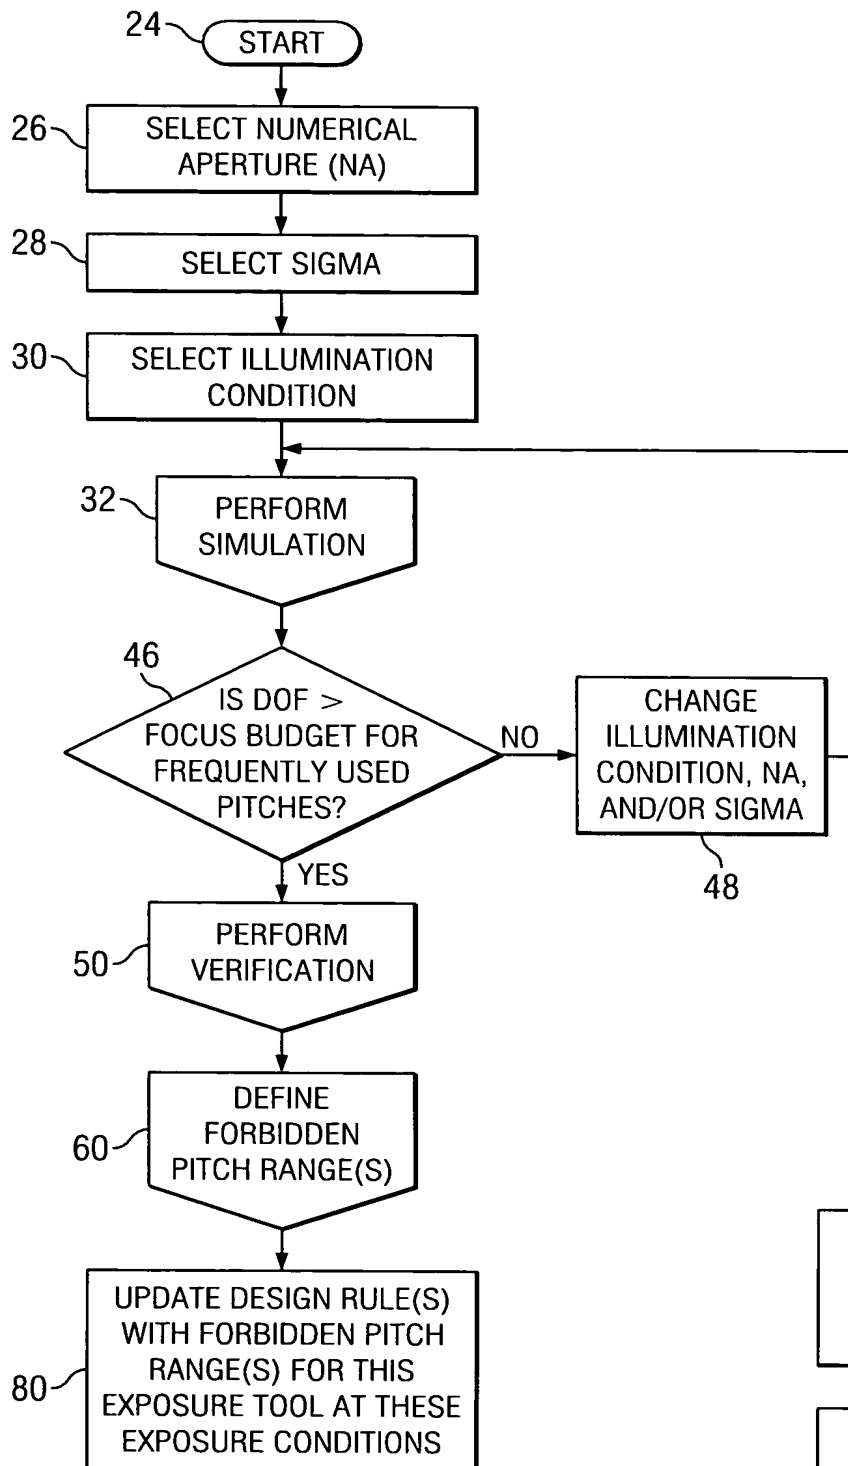 24
START
26
SELECT NUMERICAL
APERTURE (NA)
28
SELECT SIGMA
30
SELECT ILLUMINATION
CONDITION
32
PERFORM
SIMULATION
46
IS DOF >
FOCUS BUDGET FOR
FREQUENTLY USED
PITCHES?
NO
CHANGE
ILLUMINATION
CONDITION, NA,
AND/OR SIGMA
48
YES
50
PERFORM
VERIFICATION
60
DEFINE
FORBIDDEN
PITCH RANGE(S)
80
UPDATE DESIGN RULE(S)
WITH FORBIDDEN PITCH
RANGE(S) FOR THIS
EXPOSURE TOOL AT THESE
EXPOSURE CONDITIONS